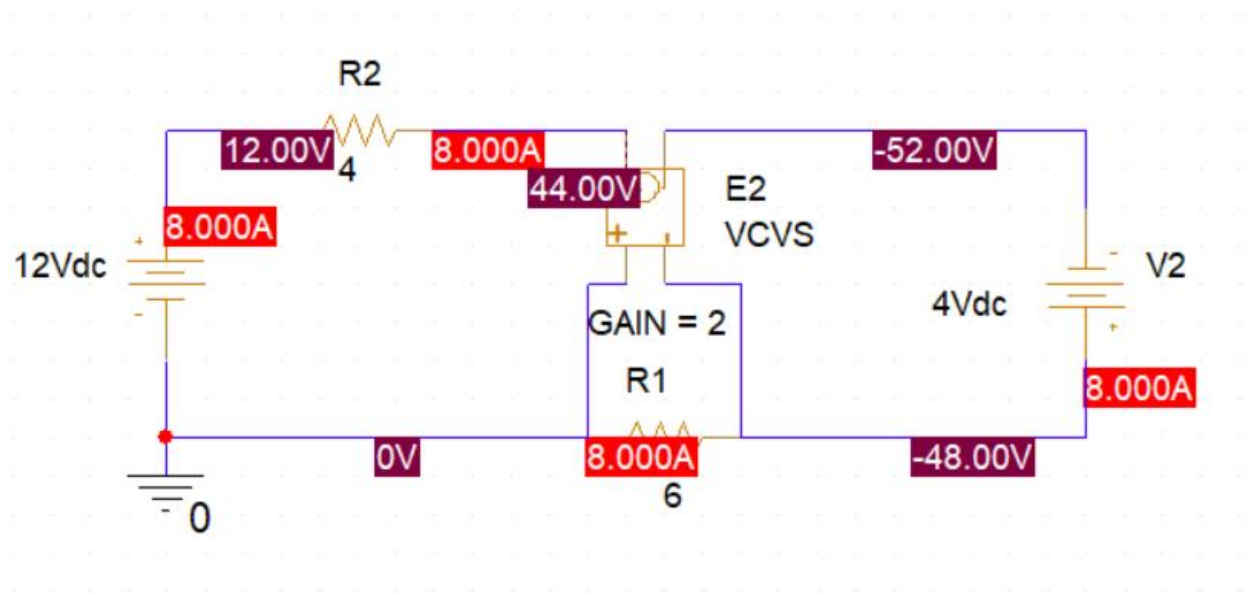 R2
12.00V
4
8.000A
44.00V
E2
VCVS
-52.00V
8.000A
+
-
12Vdc
-
+
-
V2
4Vdc
+
GAIN = 2
R1
8.000A
0V
8.000A
6
-48.00V
0